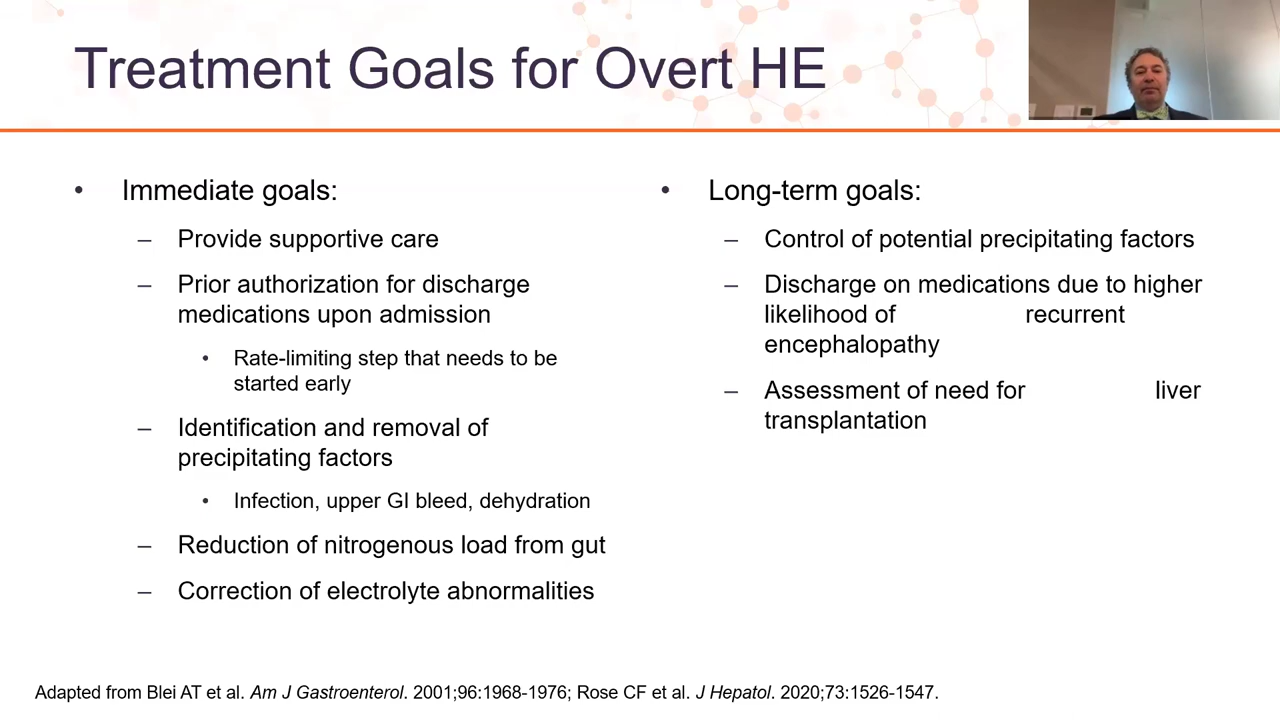 Treatment Goals for Overt HE
• Immediate goals:
– Provide supportive care
– Prior authorization for discharge
medications upon admission
• Rate-limiting step that needs to be
started early
– Identification and removal of
precipitating factors
• Infection, upper GI bleed, dehydration
– Reduction of nitrogenous load from gut
– Correction of electrolyte abnormalities
• Long-term goals:
– Control of potential precipitating factors
– Discharge on medications due to higher
likelihood of recurrent
encephalopathy
– Assessment of need for liver
transplantation
Adapted from Blei AT et al. Am J Gastroenterol. 2001;96:1968-1976; Rose CF et al. J Hepatol. 2020;73:1526-1547.